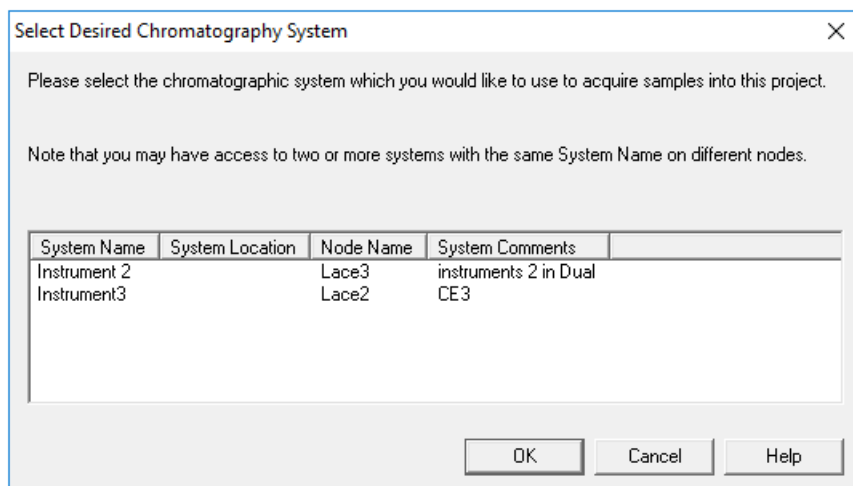 Select Desired Chromatography System
Please select the chromatographic system which you would like to use to acquire samples into this project.
Note that you may have access to two or more systems with the same System Name on different nodes.
System Name System Location Node Name System Comments
Instrument 2 Lace3 instruments 2 in Dual
Instrument3 Lace2 CE3
OK Cancel Help